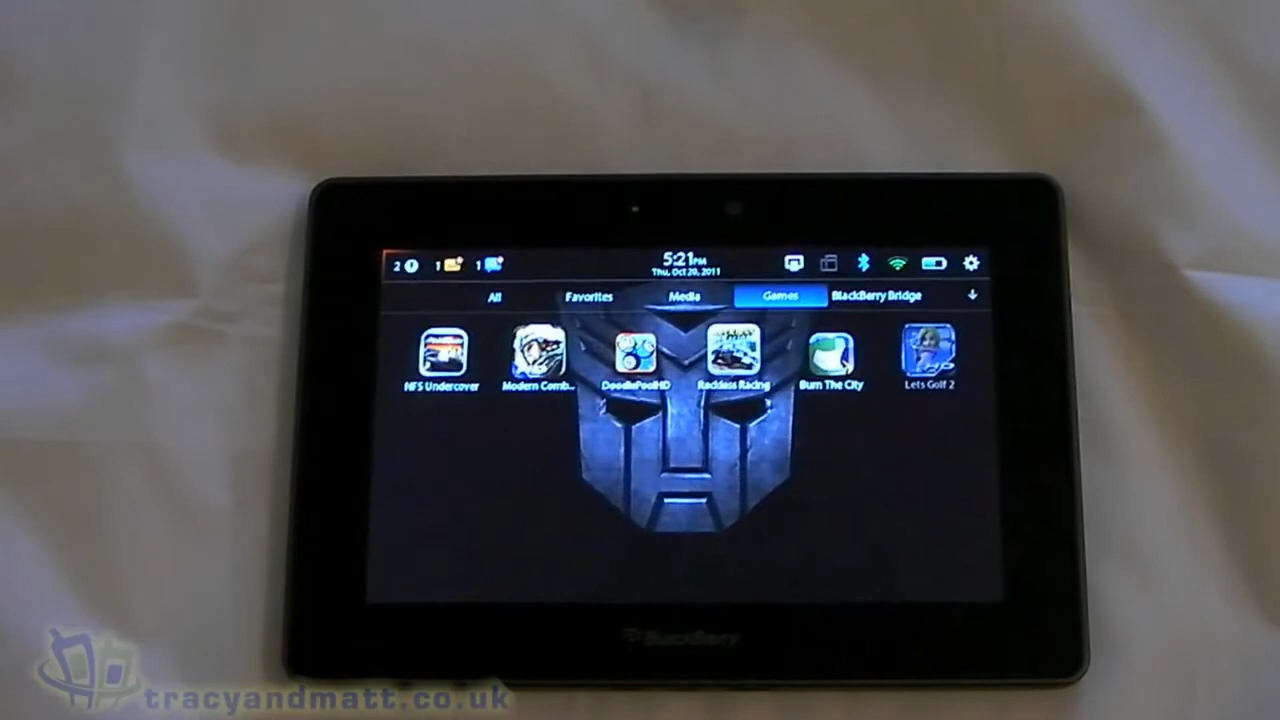 2 1 1 5:21PM
Thu, Oct 20, 2011
All Favorites Media Games BlackBerry Bridge
NFS Undercover Modern Comb.. DoodlePoolHD Reckless Racing Burn The City Lets Golf 2
BlackBerry
tracyandmatt.co.uk